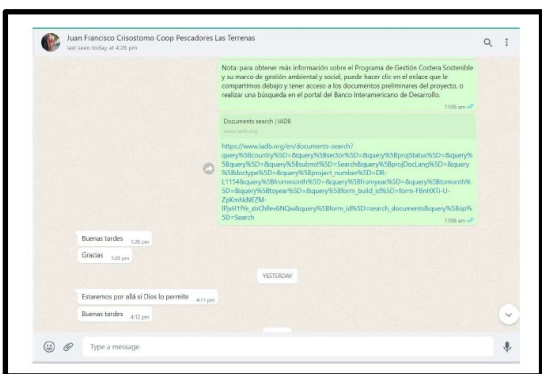 Juan Francisco Crisostomo Coop Pescadores Las Terrenas
last seen today at 4:26 pm
Nota: para obtener más información sobre el Programa de Gestión Costera Sostenible
y su marco de gestión ambiental y social, puede hacer clic en el enlace que le
compartimos debajo y tener acceso a los documentos preliminares del proyecto, o
realizar una búsqueda en el portal del Banco Interamericano de Desarrollo.
11:06 am
Documents search | IADB
www.iadb.org
https://www.iadb.org/en/documents-search?
query%5Bcountry%5D=&query%5Bsector%5D=&query%5BprojStatus%5D=&query%
5Bquery%5D=&query%5Bsubmit%5D=Search&query%5BprojDocLang%5D=&query
%5Bdoctype%5D=&query%5Bproject_number%5D=DR-
L1154&query%5Bfrommonth%5D=&query%5Bfromyear%5D=&query%5Btomonth%
5D=&query%5Btoyear%5D=&query%5Bform_build_id%5D=
&query%5Bform_id%5D=search_documents&query%5Bop%
5D=Search
11:06 am
Buenas tardes
1:26 pm
Gracias
1:26 pm
YESTERDAY
Estaremos por allá si Dios lo permite
4:11 pm
Buenas tardes
4:12 pm
Type a message